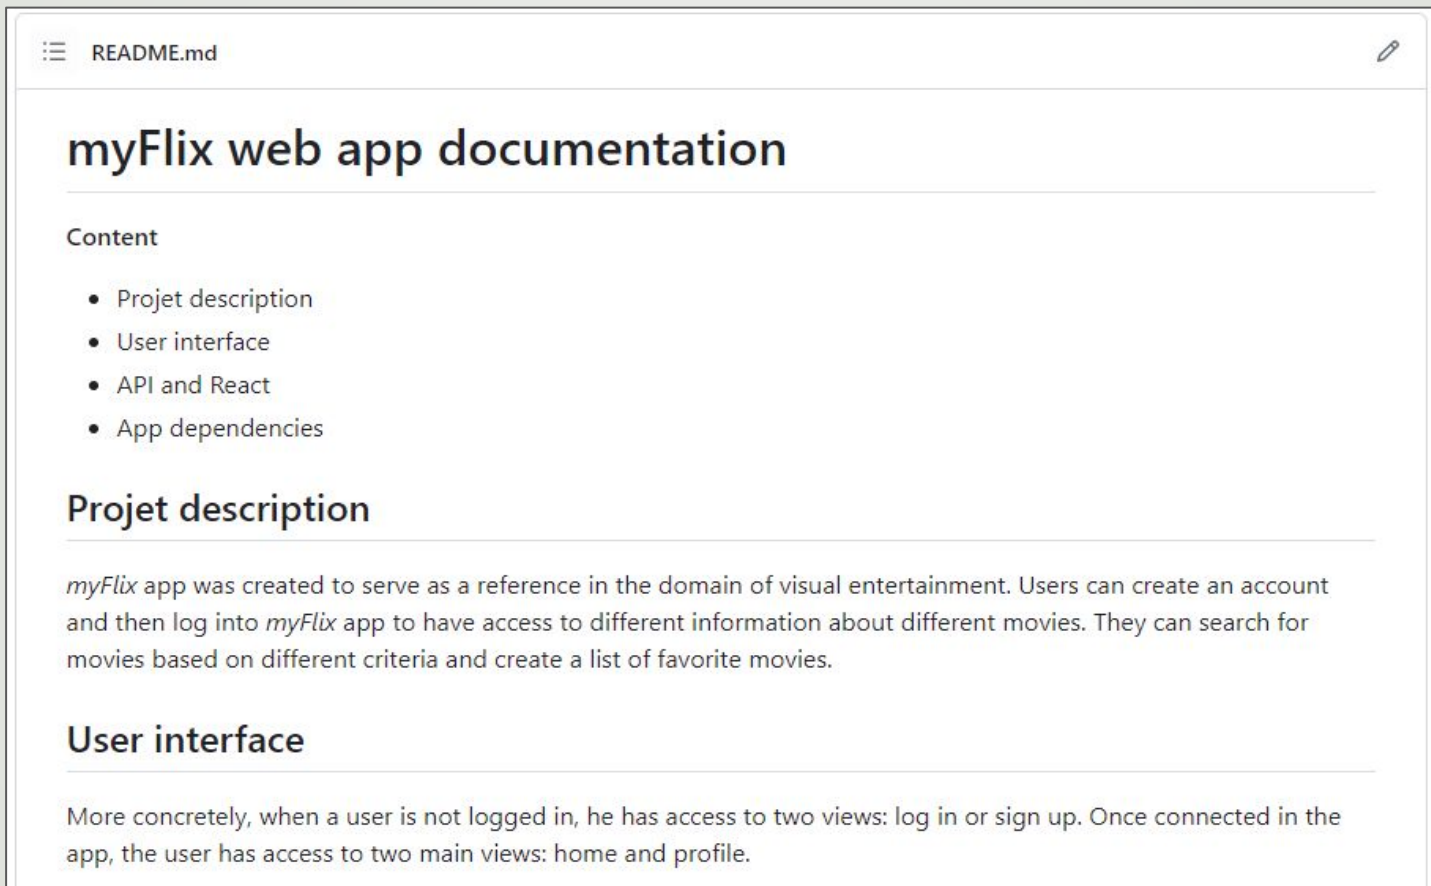 README.md
myFlix web app documentation
Content
Projet description
User interface
API and React
App dependencies
Projet description
myFlix app was created to serve as a reference in the domain of visual entertainment. Users can create an account
and then log into myFlix app to have access to different information about different movies. They can search for
movies based on different criteria and create a list of favorite movies.
User interface
More concretely, when a user is not logged in, he has access to two views: log in or sign up. Once connected in the
app, the user has access to two main views: home and profile.